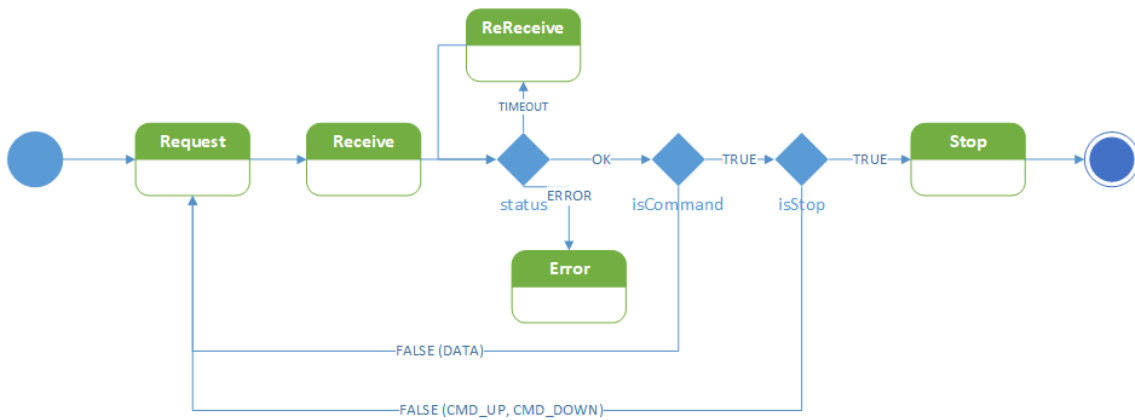 ReReceive
TIMEOUT
Request
Receive
OK
TRUE
TRUE
Stop
status
ERROR
isCommand
isStop
Error
FALSE (DATA)
FALSE (CMD_UP, CMD_DOWN)